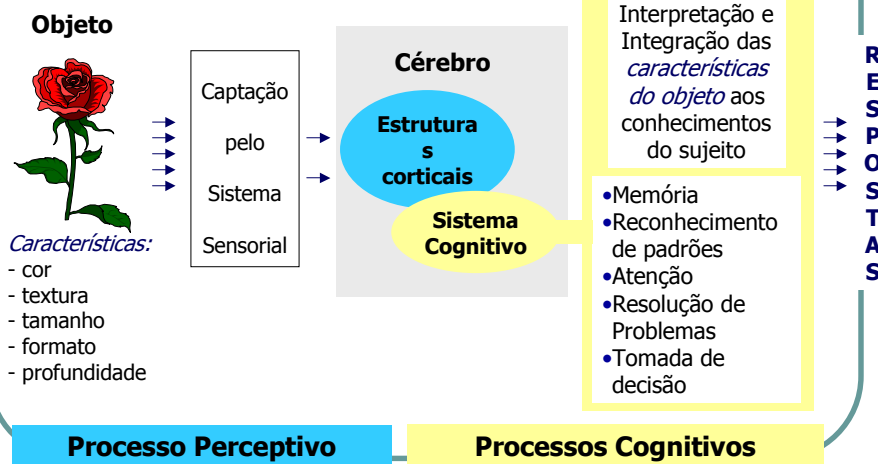 Objeto
Características:
- cor
- textura
- tamanho
- formato
- profundidade
Captação
pelo
Sistema
Sensorial
Cérebro
Estrutura
s
corticais
Sistema
Cognitivo
Interpretação e
Integração das
características
do objeto aos
conhecimentos
do sujeito
•Memória
•Reconhecimento
de padrões
•Atenção
•Resolução de
Problemas
•Tomada de
decisão
R
E
S
P
O
S
T
A
S
Processo Perceptivo
Processos Cognitivos